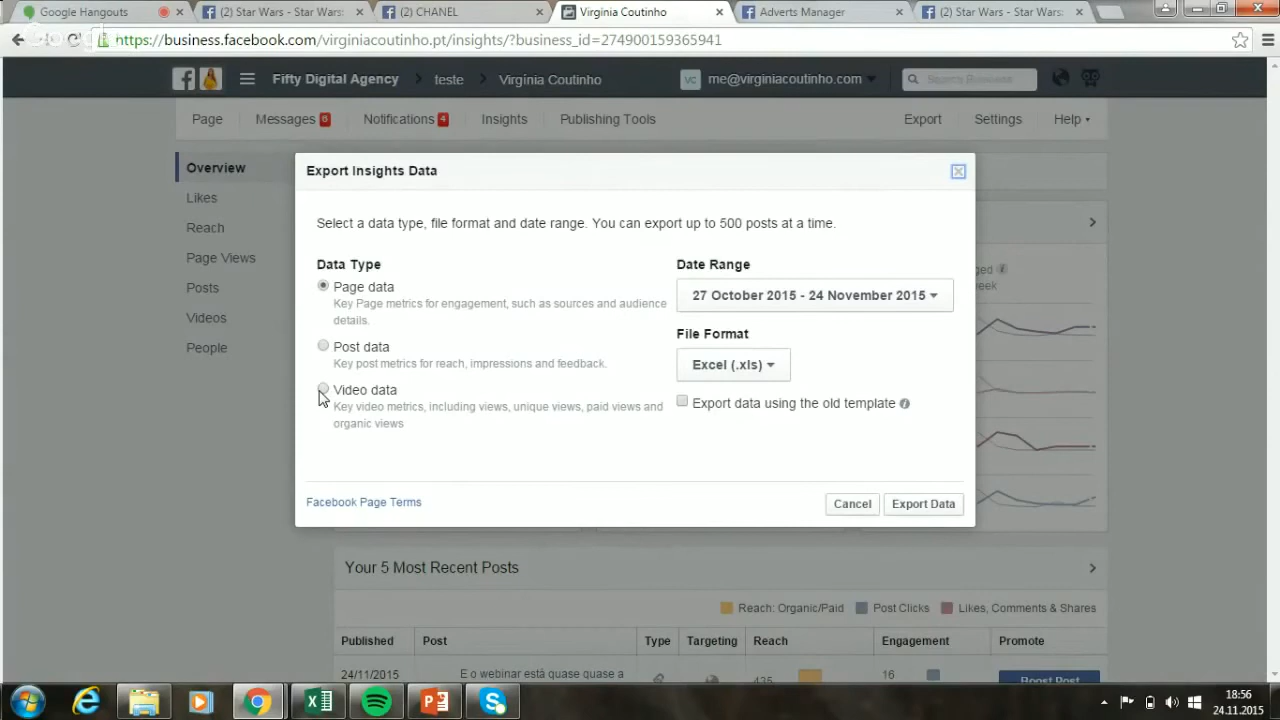 Google Hangouts
(2) Star Wars - Star Wars:
(2) CHANEL
Virgínia Coutinho
Adverts Manager
(2) Star Wars - Star Wars:
https://business.facebook.com/virginiacoutinho.pt/insights/?business_id=274900159365941
Fifty Digital Agency
teste
Virgínia Coutinho
VC
me@virginiacoutinho.com
Page
Messages 6
Notifications 4
Insights
Publishing Tools
Export
Settings
Help
Overview
Likes
Reach
Page Views
Posts
Videos
People
Export Insights Data
Select a data type, file format and date range. You can export up to 500 posts at a time.
Data Type
Page data
Key Page metrics for engagement, such as sources and audience
details.
Post data
Key post metrics for reach, impressions and feedback.
Video data
Key video metrics, including views, unique views, paid views and
organic views
Date Range
27 October 2015 - 24 November 2015
File Format
Excel (.xls)
Export data using the old template
Facebook Page Terms
Cancel
Export Data
Your 5 Most Recent Posts
Reach: Organic/Paid
Post Clicks
Likes, Comments & Shares
Published
Post
Type
Targeting
Reach
Engagement
Promote
24/11/2015
E o webinar está quase quase a
435
16
Boost Post
18:56
24.11.2015